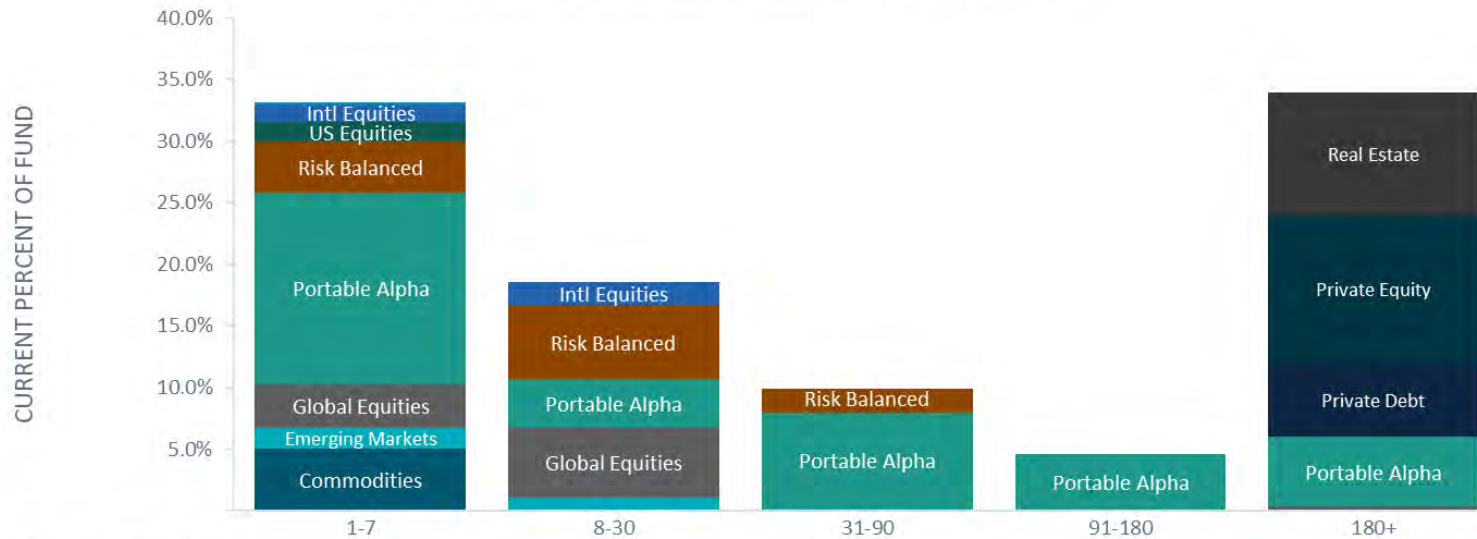 CURRENT PERCENT OF FUND
40.0%
35.0%
30.0%
25.0%
20.0%
15.0%
10.0%
5.0%
Intl Equities
US Equities
Risk Balanced
Portable Alpha
Global Equities
Emerging Markets
Commodities
Intl Equities
Risk Balanced
Portable Alpha
Global Equities
Risk Balanced
Portable Alpha
Portable Alpha
Real Estate
Private Equity
Private Debt
Portable Alpha
1-7
8-30
31-90
91-180
180+